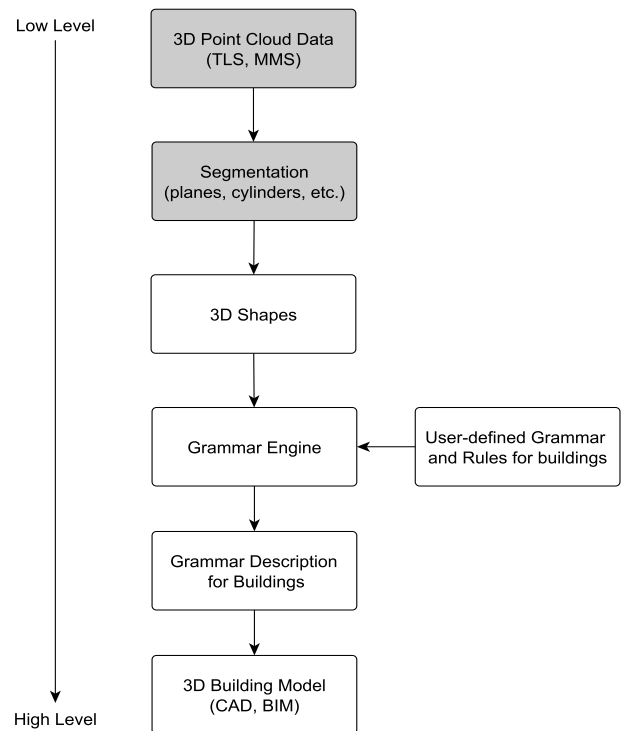 Low Level
3D Point Cloud Data
(TLS, MMS)
Segmentation
(planes, cylinders, etc.)
3D Shapes
Grammar Engine
User-defined Grammar
and Rules for buildings
Grammar Description
for Buildings
3D Building Model
(CAD, BIM)
High Level